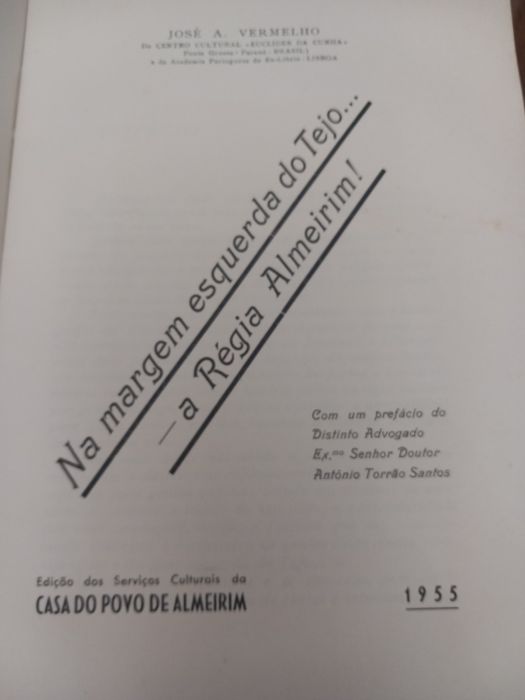 JOSÉ A. VERMELHO
Do CENTRO CULTURAL «EUCLIDES DA CUNHA»
Ponta Grossa - Paraná - BRASIL)
e da Academia Portuguesa de Ex-Libris - LISBOA
Na margem esquerda do Tejo...
— a Régia Almeirim!
Com um prefácio do
Distinto Advogado
Ex.mo Senhor Doutor
António Torrão Santos
Edição dos Serviços Culturais da
CASA DO POVO DE ALMEIRIM
1955